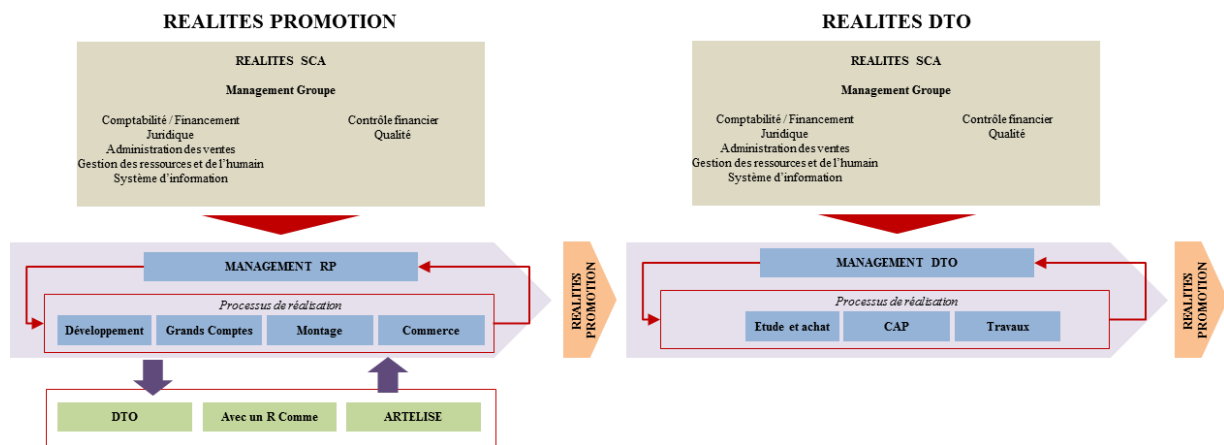 REALITES PROMOTION
REALITES SCA
Management Groupe
Comptabilité / Financement
Juridique
Administration des ventes
Gestion des ressources et de l'humain
Système d'information
Contrôle financier
Qualité
MANAGEMENT RP
Processus de réalisation
Développement
Grands Comptes
Montage
Commerce
DTO
Avec un R Comme
ARTELISE
REALITES
PROMOTION
REALITES DTO
REALITES SCA
Management Groupe
Comptabilité / Financement
Juridique
Administration des ventes
Gestion des ressources et de l'humain
Système d'information
Contrôle financier
Qualité
MANAGEMENT DTO
Processus de réalisation
Etude et achat
CAP
Travaux
REALITES
PROMOTION